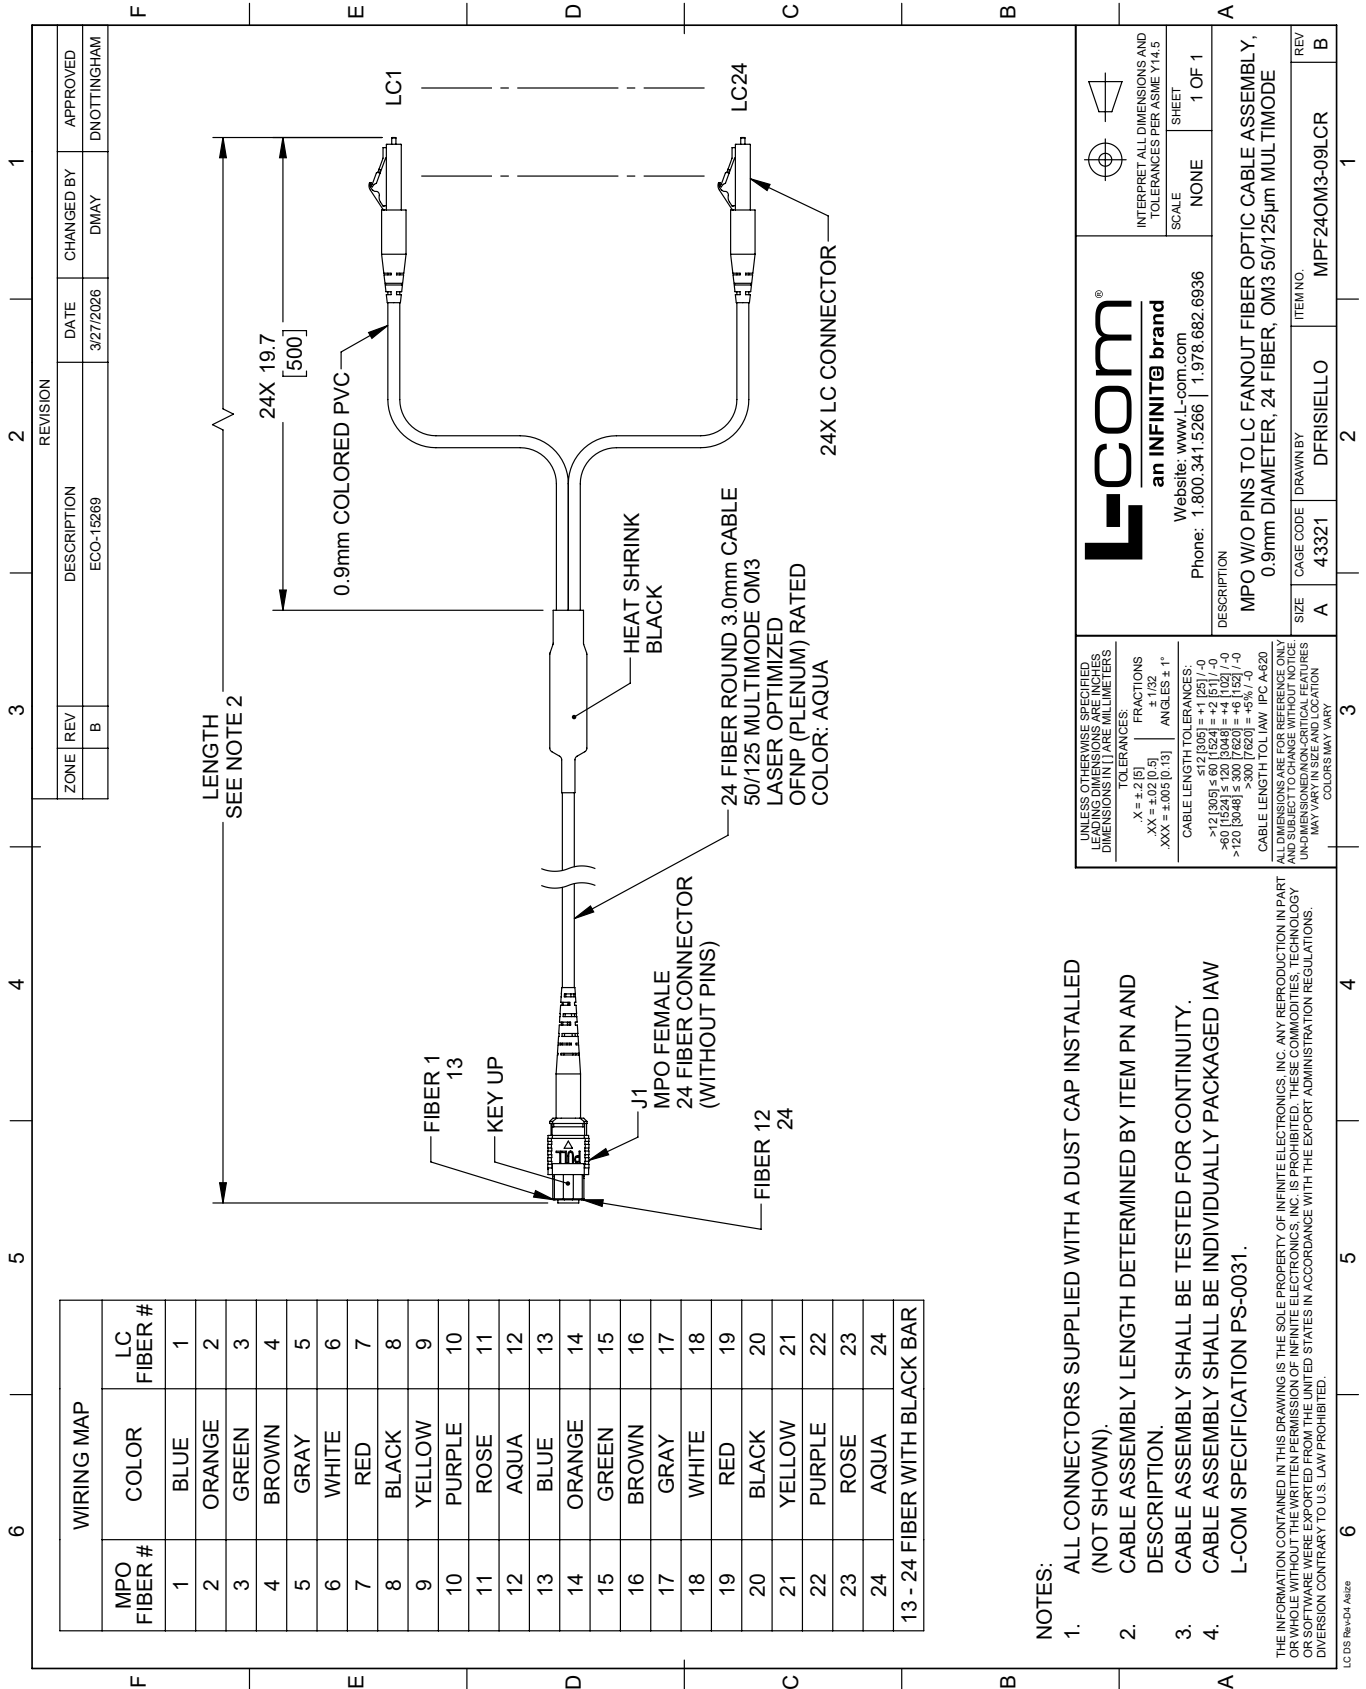 6
5
4
3
2
1
F
E
D
C
B
A
REVISION
ZONE
REV
DESCRIPTION
DATE
CHANGED BY
APPROVED
B
ECO-15269
3/27/2026
DMAY
DNOTTINGHAM
WIRING MAP
MPO FIBER #
COLOR
LC FIBER #
1 BLUE 1
2 ORANGE 2
3 GREEN 3
4 BROWN 4
5 GRAY 5
6 WHITE 6
7 RED 7
8 BLACK 8
9 YELLOW 9
10 PURPLE 10
11 ROSE 11
12 AQUA 12
13 BLUE 13
14 ORANGE 14
15 GREEN 15
16 BROWN 16
17 GRAY 17
18 WHITE 18
19 RED 19
20 BLACK 20
21 YELLOW 21
22 PURPLE 22
23 ROSE 23
24 AQUA 24
13 - 24 FIBER WITH BLACK BAR
LENGTH
SEE NOTE 2
24X 19.7
[500]
0.9mm COLORED PVC
LC1
LC24
24X LC CONNECTOR
HEAT SHRINK
BLACK
24 FIBER ROUND 3.0mm CABLE
50/125 MULTIMODE OM3
LASER OPTIMIZED
OFNP (PLENUM) RATED
COLOR: AQUA
FIBER 1
13
KEY UP
PULL
J1
MPO FEMALE
24 FIBER CONNECTOR
(WITHOUT PINS)
FIBER 12
24
NOTES:
1. ALL CONNECTORS SUPPLIED WITH A DUST CAP INSTALLED
(NOT SHOWN).
2. CABLE ASSEMBLY LENGTH DETERMINED BY ITEM PN AND
DESCRIPTION.
3. CABLE ASSEMBLY SHALL BE TESTED FOR CONTINUITY.
4. CABLE ASSEMBLY SHALL BE INDIVIDUALLY PACKAGED IAW
L-COM SPECIFICATION PS-0031.
THE INFORMATION CONTAINED IN THIS DRAWING IS THE SOLE PROPERTY OF INFINITE ELECTRONICS, INC. ANY REPRODUCTION IN PART
OR WHOLE WITHOUT THE WRITTEN PERMISSION OF INFINITE ELECTRONICS, INC. IS PROHIBITED. THESE COMMODITIES, TECHNOLOGY
OR SOFTWARE WERE EXPORTED FROM THE UNITED STATES IN ACCORDANCE WITH THE EXPORT ADMINISTRATION REGULATIONS.
DIVERSION CONTRARY TO U.S. LAW PROHIBITED.
LC DS Rev-D4 Asize
UNLESS OTHERWISE SPECIFIED
LEADING DIMENSIONS ARE INCHES
DIMENSIONS IN [ ] ARE MILLIMETERS
TOLERANCES:
.X = ±.2 [5]
.XX = ±.02 [0.5]
.XXX = ±.005 [0.13]
FRACTIONS
± 1/32
ANGLES ± 1°
CABLE LENGTH TOLERANCES:
≤12 [305] = +1 [25] / -0
>12 [305] ≤ 60 [1524] = +2 [51] / -0
>60 [1524] ≤ 120 [3048] = +4 [102] / -0
>120 [3048] ≤ 300 [7620] = +6 [152] / -0
>300 [7620] = +5% / -0
CABLE LENGTH TOL IAW IPC A-620
ALL DIMENSIONS ARE FOR REFERENCE ONLY
AND SUBJECT TO CHANGE WITHOUT NOTICE.
UN-DIMENSIONED/NON-CRITICAL FEATURES
MAY VARY IN SIZE AND LOCATION
COLORS MAY VARY
L-com®
an INFINITE brand
Website: www.L-com.com
Phone: 1.800.341.5266 | 1.978.682.6936
INTERPRET ALL DIMENSIONS AND
TOLERANCES PER ASME Y14.5
SCALE
NONE
SHEET
1 OF 1
DESCRIPTION
MPO W/O PINS TO LC FANOUT FIBER OPTIC CABLE ASSEMBLY,
0.9mm DIAMETER, 24 FIBER, OM3 50/125µm MULTIMODE
SIZE
A
CAGE CODE
43321
DRAWN BY
DFRISIELLO
ITEM NO.
MPF24OM3-09LCR
REV
B
6
5
4
3
2
1
F
E
D
C
B
A